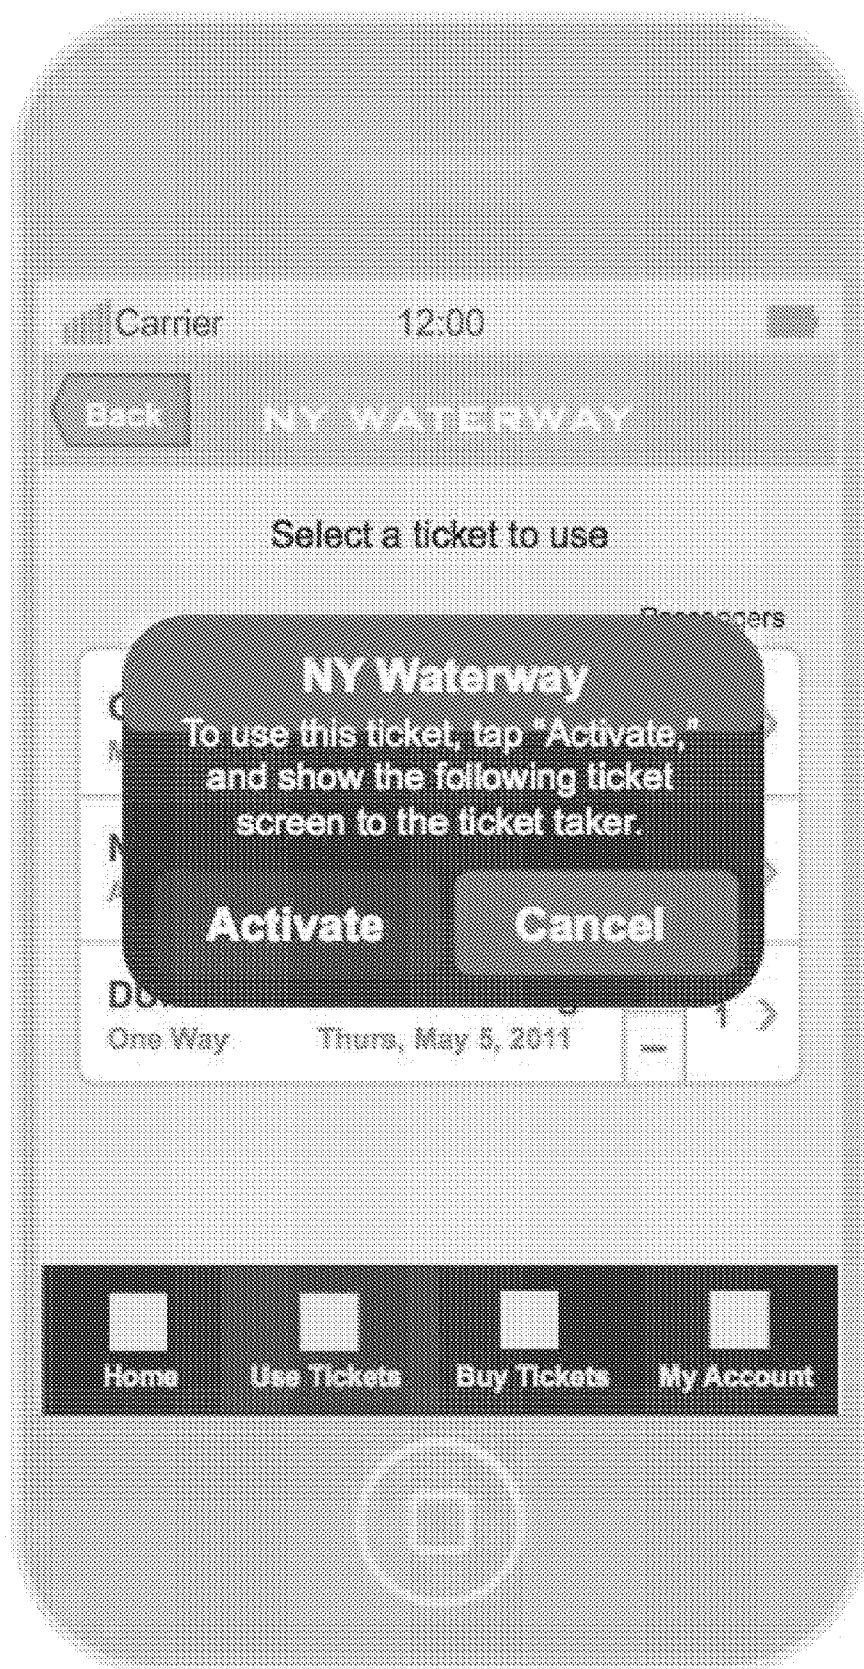 Carrier 12:00
Back NY WATERWAY
Select a ticket to use
NY Waterway
To use this ticket, tap “Activate,”
and show the following ticket
screen to the ticket taker.
Activate Cancel
1
One Way Thurs, May 5, 2011 –
Home Use Tickets Buy Tickets My Account